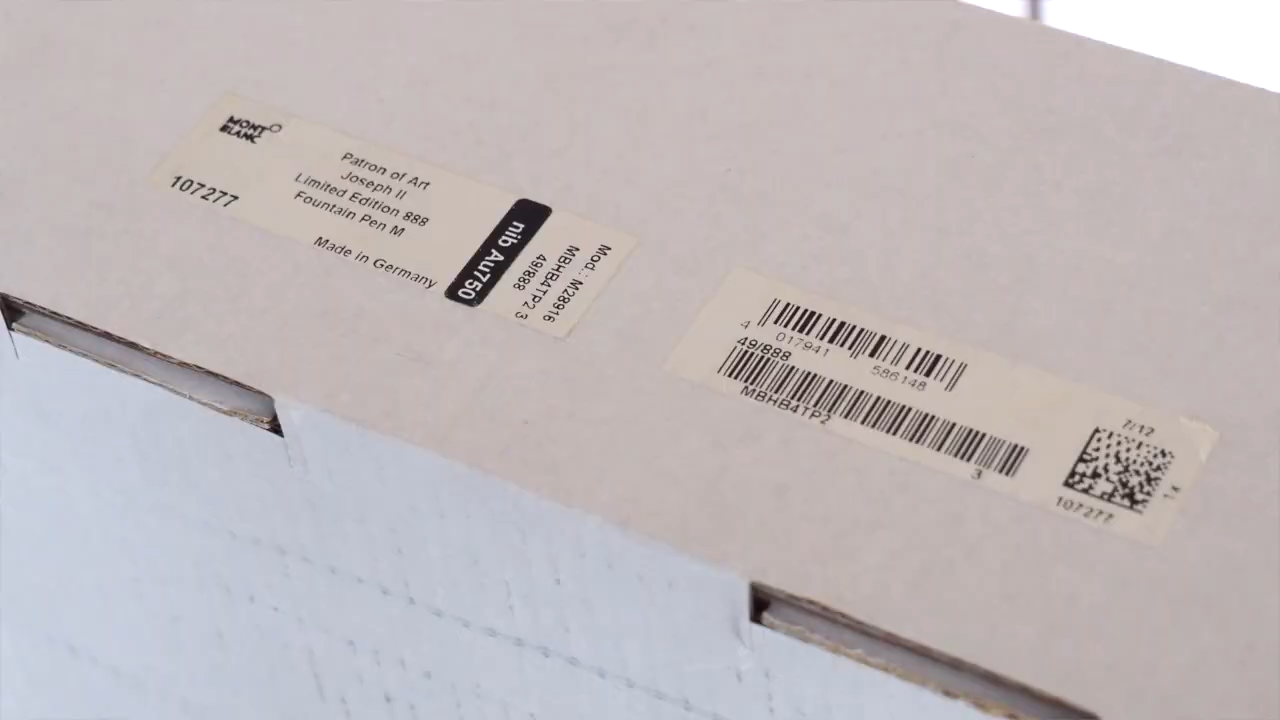 MONT
BLANC
107277
Patron of Art
Joseph II
Limited Edition 888
Fountain Pen M
Made in Germany
nib Au750
Mod.: M28916
MBHB4TP2 3
49/888
4 017941 586148
49/888
MBHB4TP2
3
7/12
107277